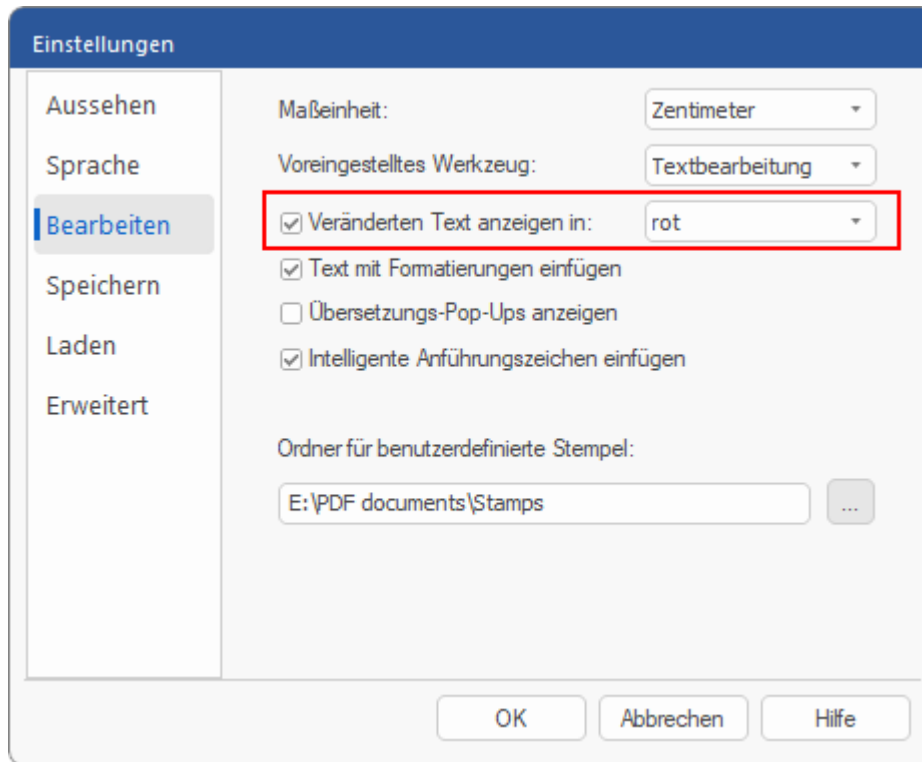 Einstellungen
Aussehen
Sprache
Bearbeiten
Speichern
Laden
Erweitert
Maßeinheit: Zentimeter
Voreingestelltes Werkzeug: Textbearbeitung
Veränderten Text anzeigen in: rot
Text mit Formatierungen einfügen
Übersetzungs-Pop-Ups anzeigen
Intelligente Anführungszeichen einfügen
Ordner für benutzerdefinierte Stempel:
E:\PDF documents\Stamps ...
OK Abbrechen Hilfe